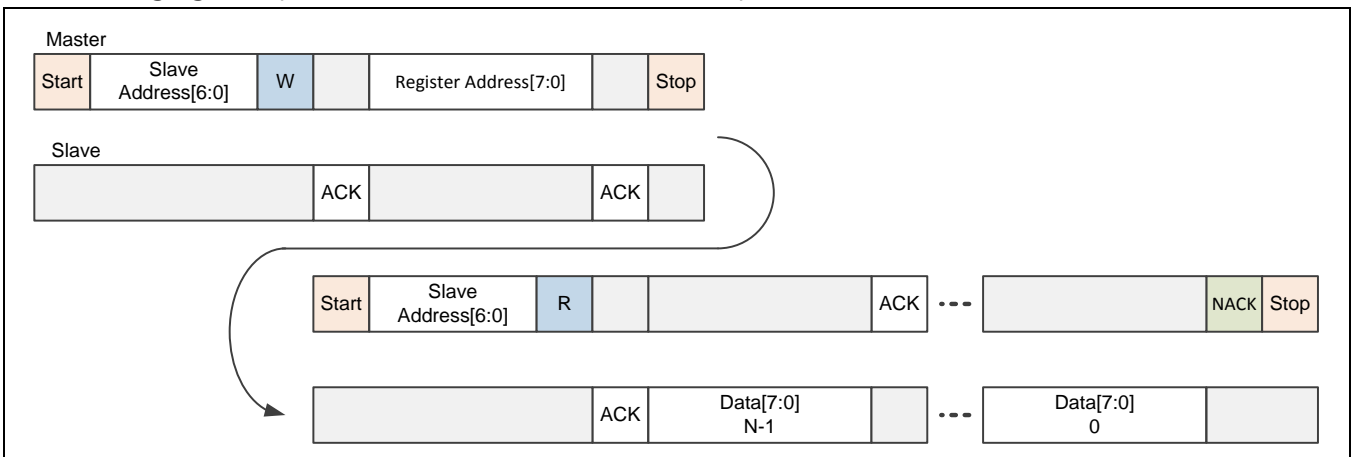 Master
Start
Slave
Address[6:0]
W
Register Address[7:0]
Stop
Slave
ACK
ACK
Start
Slave
Address[6:0]
R
ACK
NACK
Stop
ACK
Data[7:0]
N-1
Data[7:0]
0